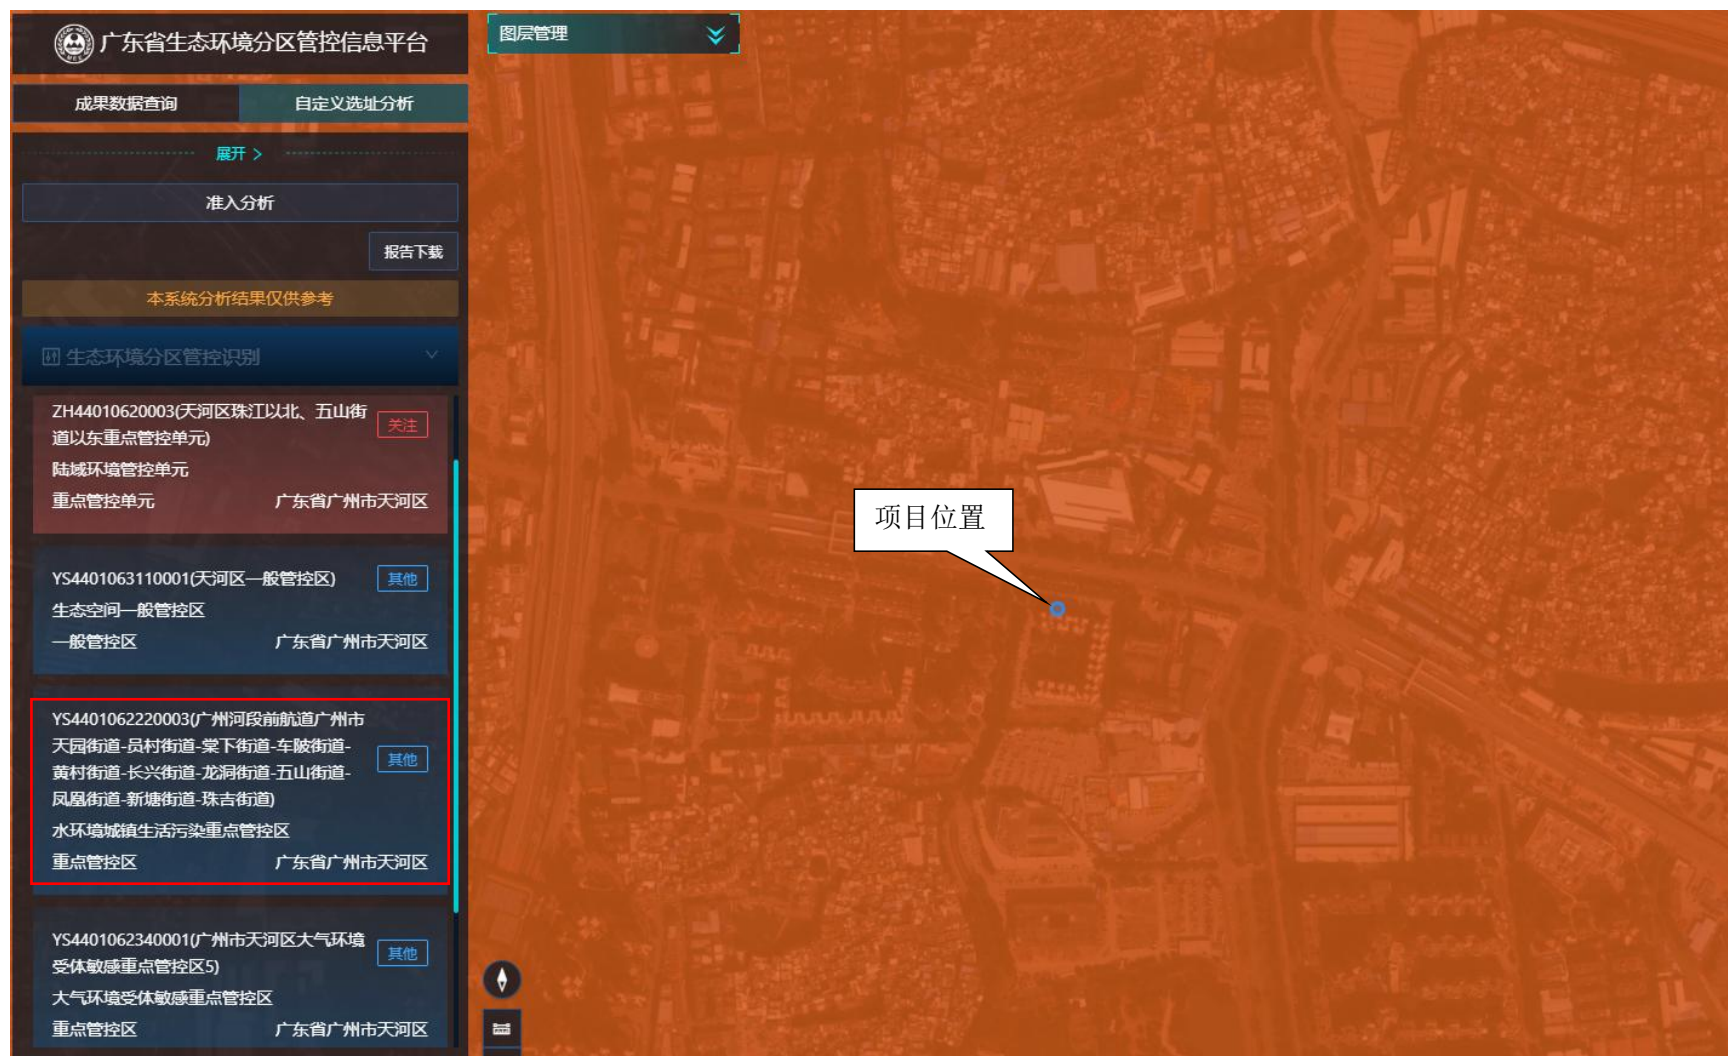 广东省生态环境分区管控信息平台
图层管理
成果数据查询
自定义选址分析
展开 >
准入分析
报告下载
本系统分析结果仅供参考
生态环境分区管控识别
ZH44010620003(天河区珠江以北、五山街
道以东重点管控单元)
关注
陆域环境管控单元
重点管控单元
广东省广州市天河区
YS4401063110001(天河区一般管控区)
其他
生态空间一般管控区
一般管控区
广东省广州市天河区
YS4401062220003(广州河段前航道广州市
天园街道-员村街道-棠下街道-车陂街道-
黄村街道-长兴街道-龙洞街道-五山街道-
凤凰街道-新塘街道-珠吉街道)
其他
水环境城镇生活污染重点管控区
重点管控区
广东省广州市天河区
YS4401062340001(广州市天河区大气环境
受体敏感重点管控区5)
其他
大气环境受体敏感重点管控区
重点管控区
广东省广州市天河区
项目位置